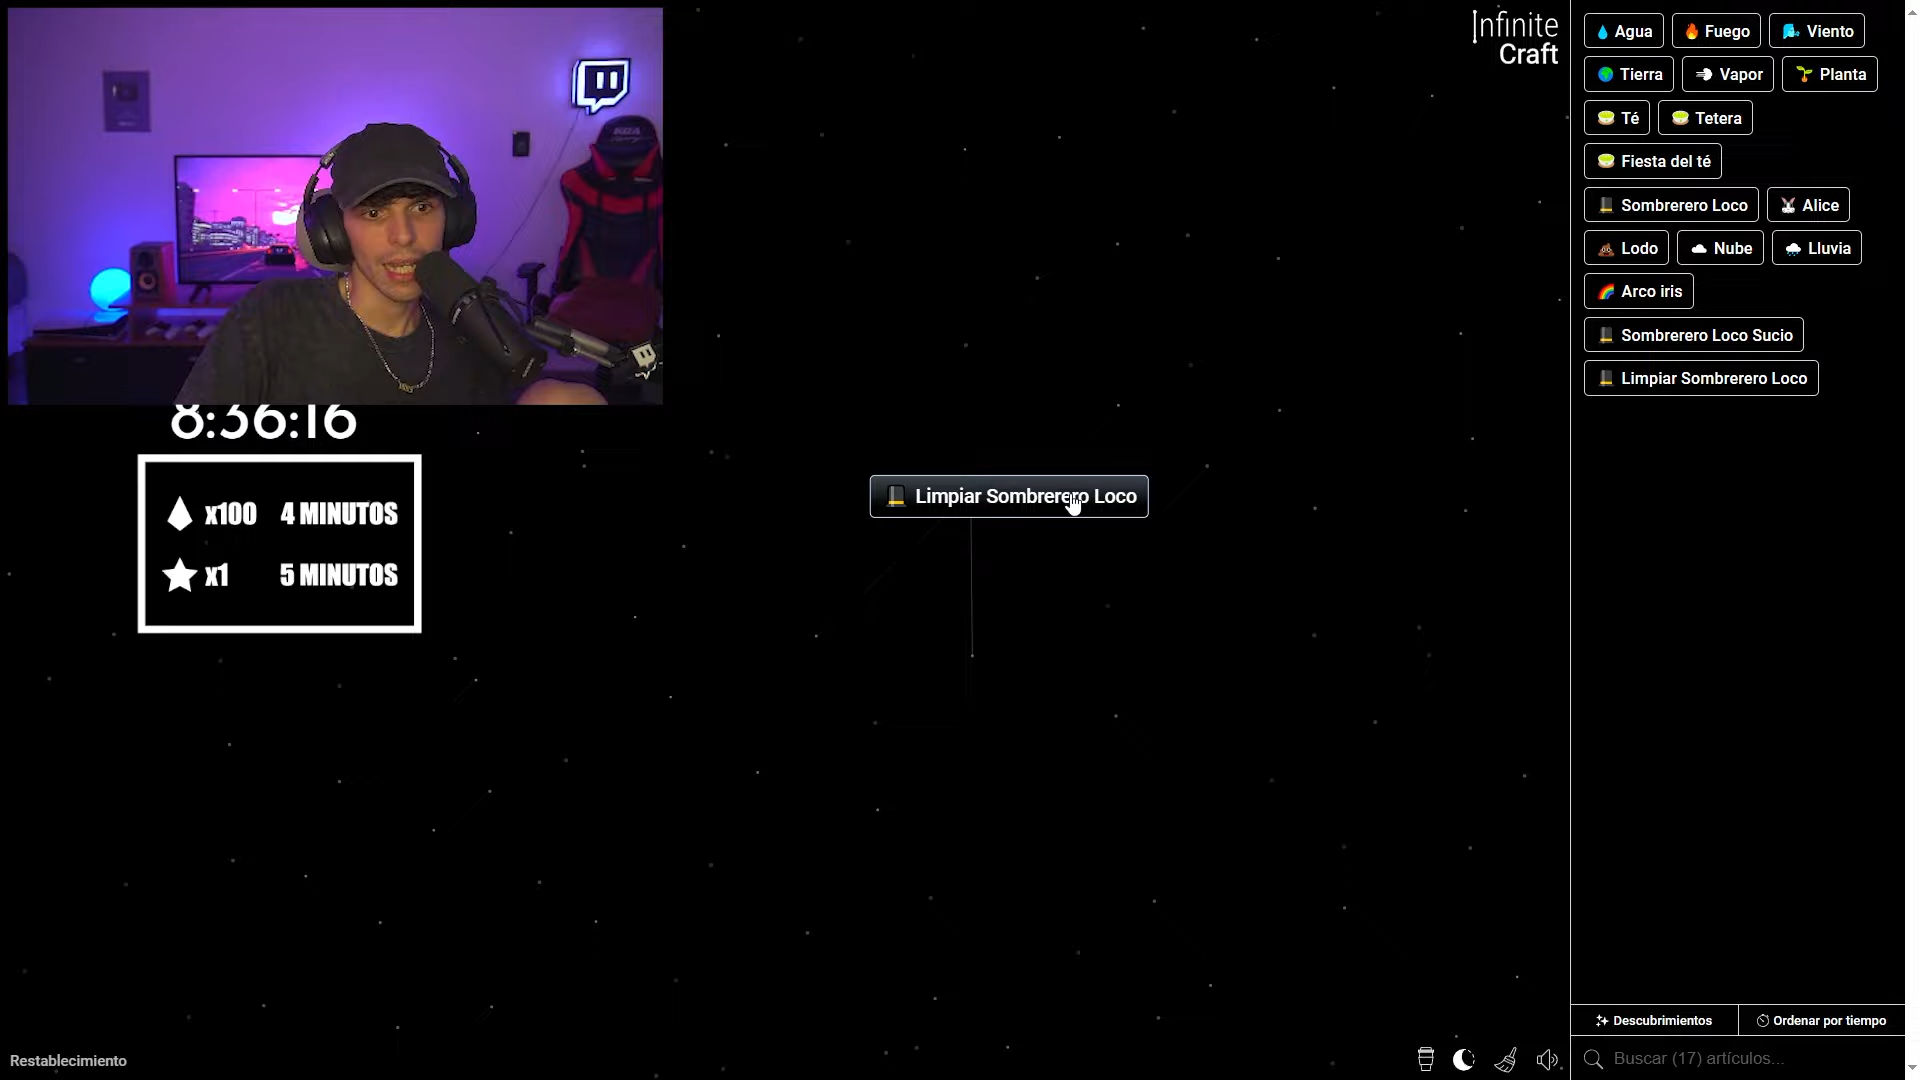 Infinite
Craft
Agua
Fuego
Viento
Tierra
Vapor
Planta
Té
Tetera
Fiesta del té
Sombrerero Loco
Alice
Lodo
Nube
Lluvia
Arco iris
Sombrerero Loco Sucio
Limpiar Sombrerero Loco
8:36:16
x100 4 MINUTOS
x1 5 MINUTOS
Limpiar Sombrerero Loco
Descubrimientos
Ordenar por tiempo
Buscar (17) artículos...
Restablecimiento